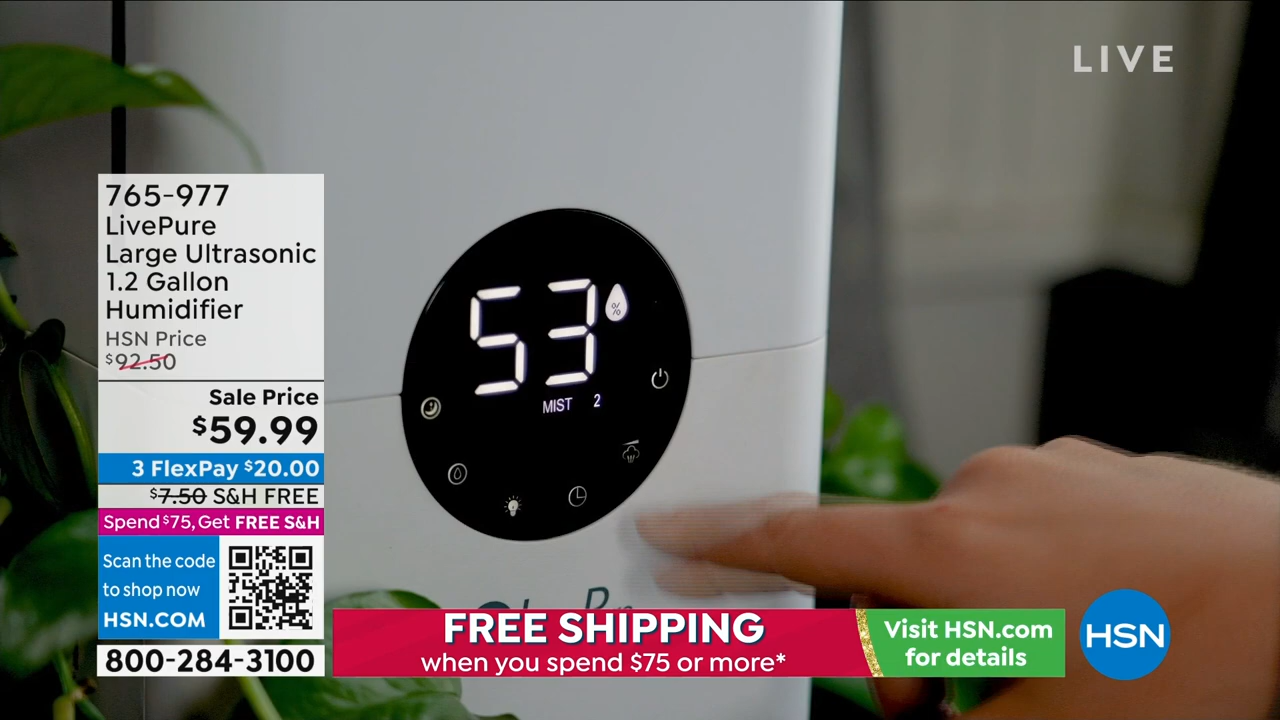 LIVE
765-977
LivePure
Large Ultrasonic
1.2 Gallon
Humidifier
HSN Price
$92.50
Sale Price
$59.99
3 FlexPay $20.00
$7.50 S&H FREE
Spend $75, Get FREE S&H
Scan the code
to shop now
HSN.COM
800-284-3100
53 %
MIST 2
FREE SHIPPING
when you spend $75 or more*
Visit HSN.com
for details
HSN